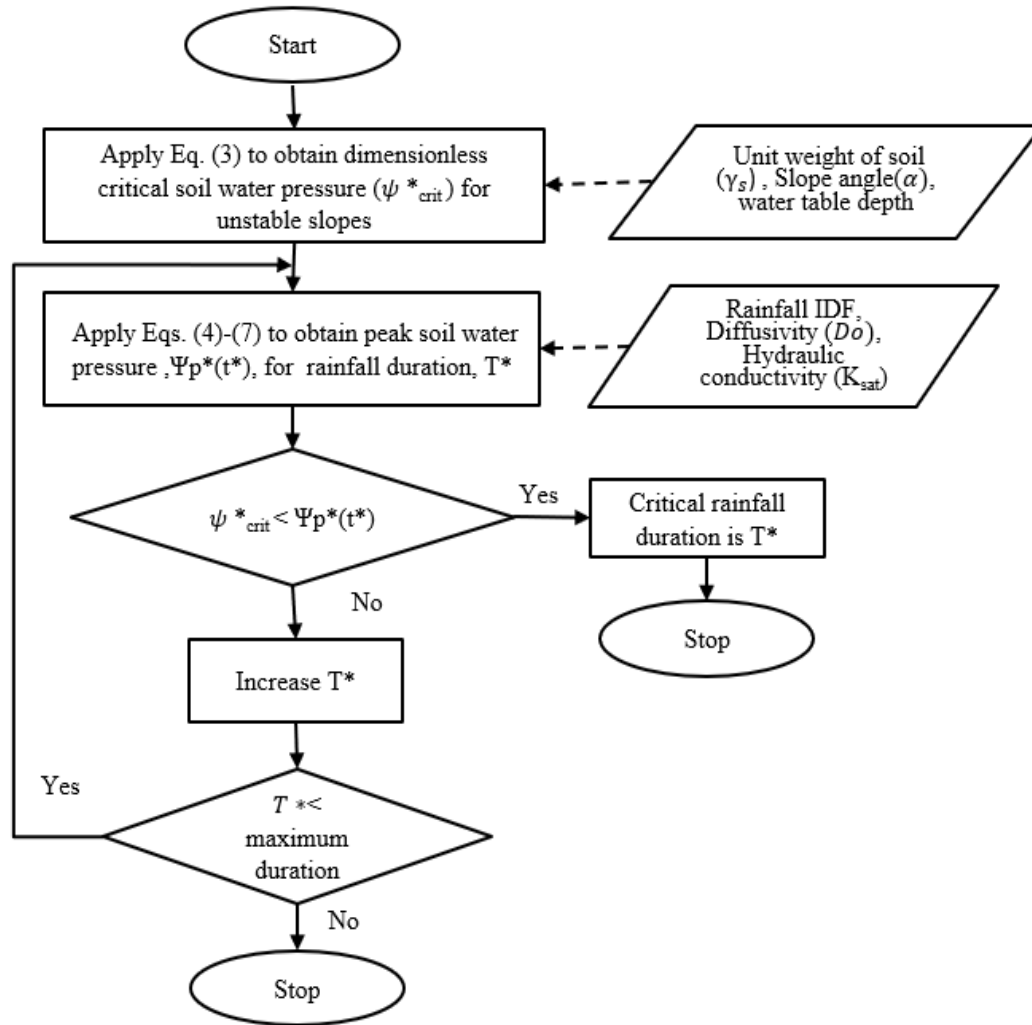 Start
Apply Eq. (3) to obtain dimensionless
critical soil water pressure (ψ *crit) for
unstable slopes
Unit weight of soil
(γs) , Slope angle(α),
water table depth
Apply Eqs. (4)-(7) to obtain peak soil water
pressure ,Ψp*(t*), for rainfall duration, T*
Rainfall IDF,
Diffusivity (Do),
Hydraulic
conductivity (Ksat)
ψ *crit< Ψp*(t*)
Yes
Critical rainfall
duration is T*
No
Stop
Increase T*
Yes
T *<
maximum
duration
No
Stop